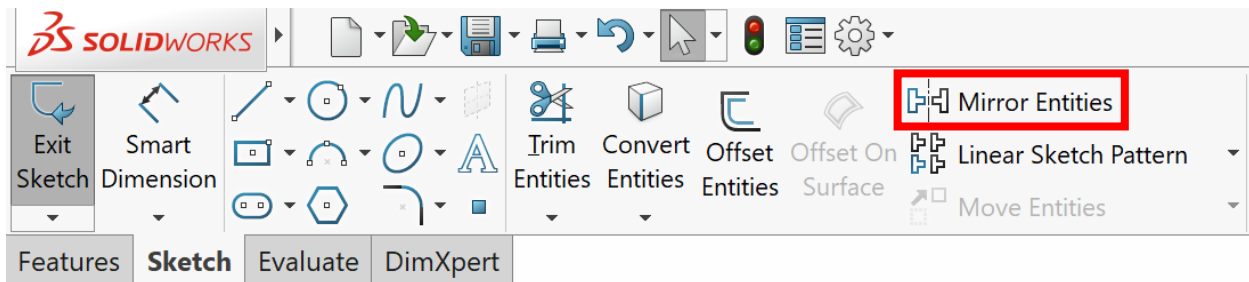 SOLIDWORKS
Exit Sketch
Smart Dimension
A
Trim Entities
Convert Entities
Offset Entities
Offset On Surface
Mirror Entities
Linear Sketch Pattern
Move Entities
Features Sketch Evaluate DimXpert